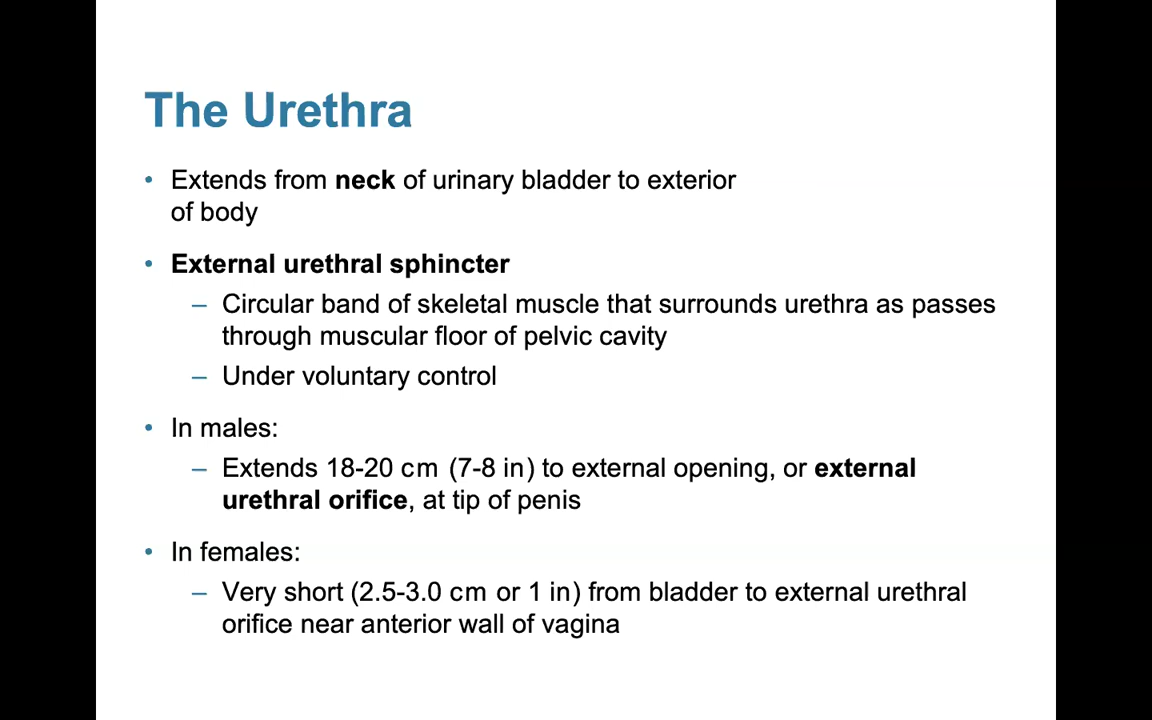 The Urethra
• Extends from neck of urinary bladder to exterior
of body
• External urethral sphincter
– Circular band of skeletal muscle that surrounds urethra as passes
through muscular floor of pelvic cavity
– Under voluntary control
• In males:
– Extends 18-20 cm (7-8 in) to external opening, or external
urethral orifice, at tip of penis
• In females:
– Very short (2.5-3.0 cm or 1 in) from bladder to external urethral
orifice near anterior wall of vagina